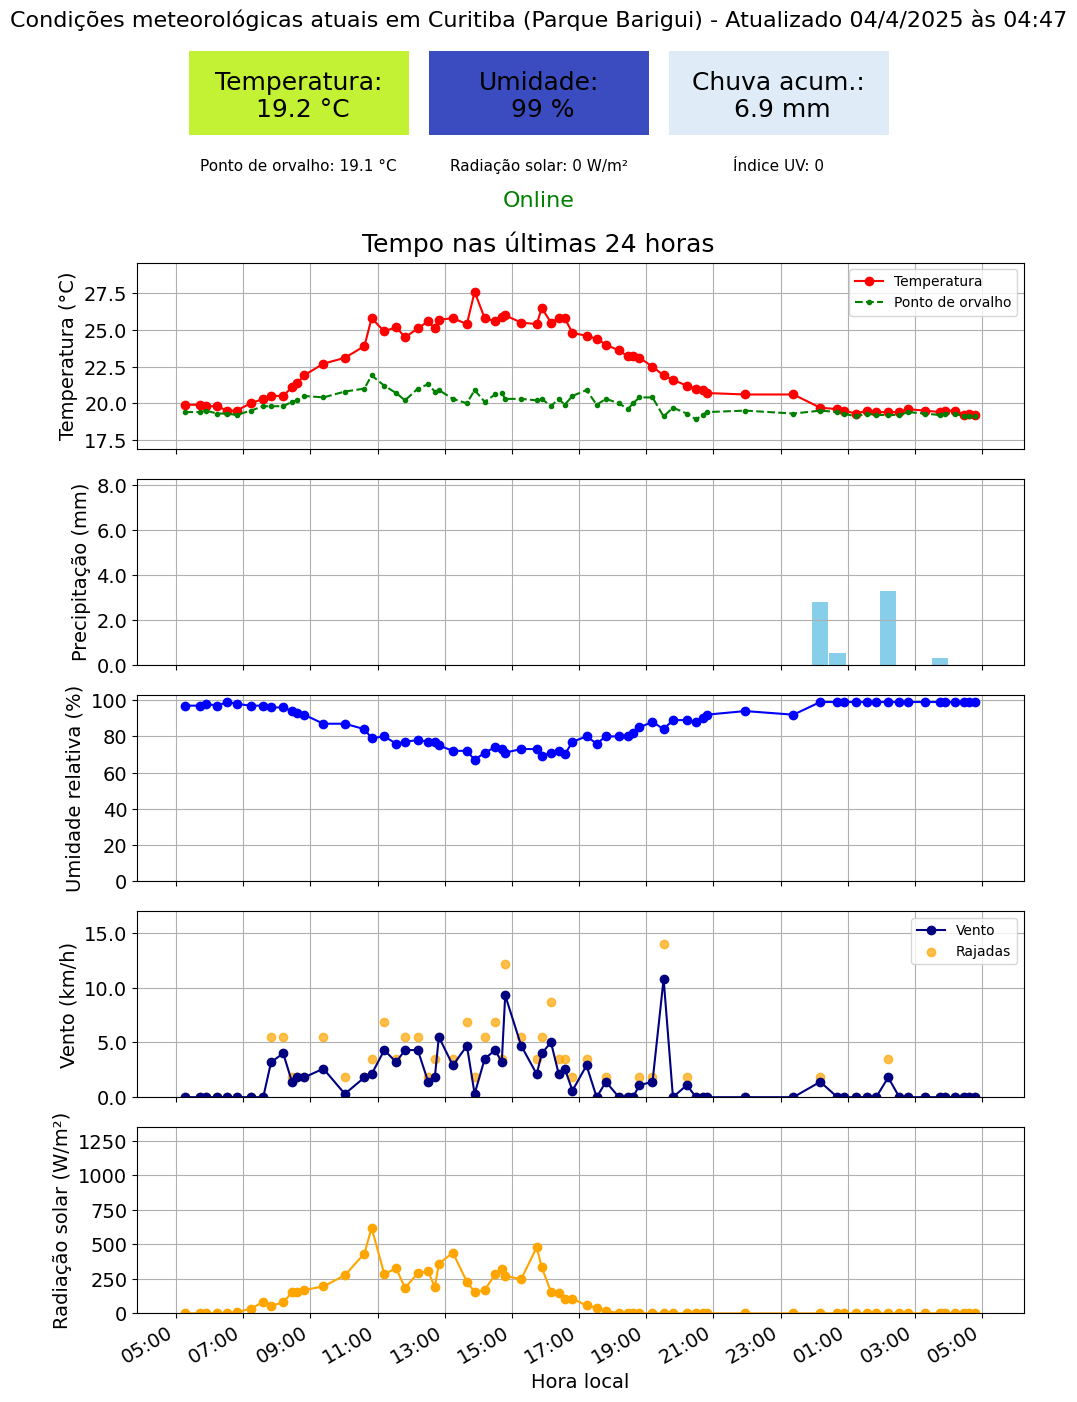 Condições meteorológicas atuais em Curitiba (Parque Barigui) - Atualizado 04/4/2025 às 04:47
Temperatura:
19.2 °C
Umidade:
99 %
Chuva acum.:
6.9 mm
Ponto de orvalho: 19.1 °C
Radiação solar: 0 W/m²
Índice UV: 0
Online
Tempo nas últimas 24 horas
Temperatura (°C)
27.5
25.0
22.5
20.0
17.5
Temperatura
Ponto de orvalho
Precipitação (mm)
8.0
6.0
4.0
2.0
0.0
Umidade relativa (%)
100
80
60
40
20
0
Vento (km/h)
15.0
10.0
5.0
0.0
Vento
Rajadas
Radiação solar (W/m²)
1250
1000
750
500
250
0
05:00
07:00
09:00
11:00
13:00
15:00
17:00
19:00
21:00
23:00
01:00
03:00
05:00
Hora local